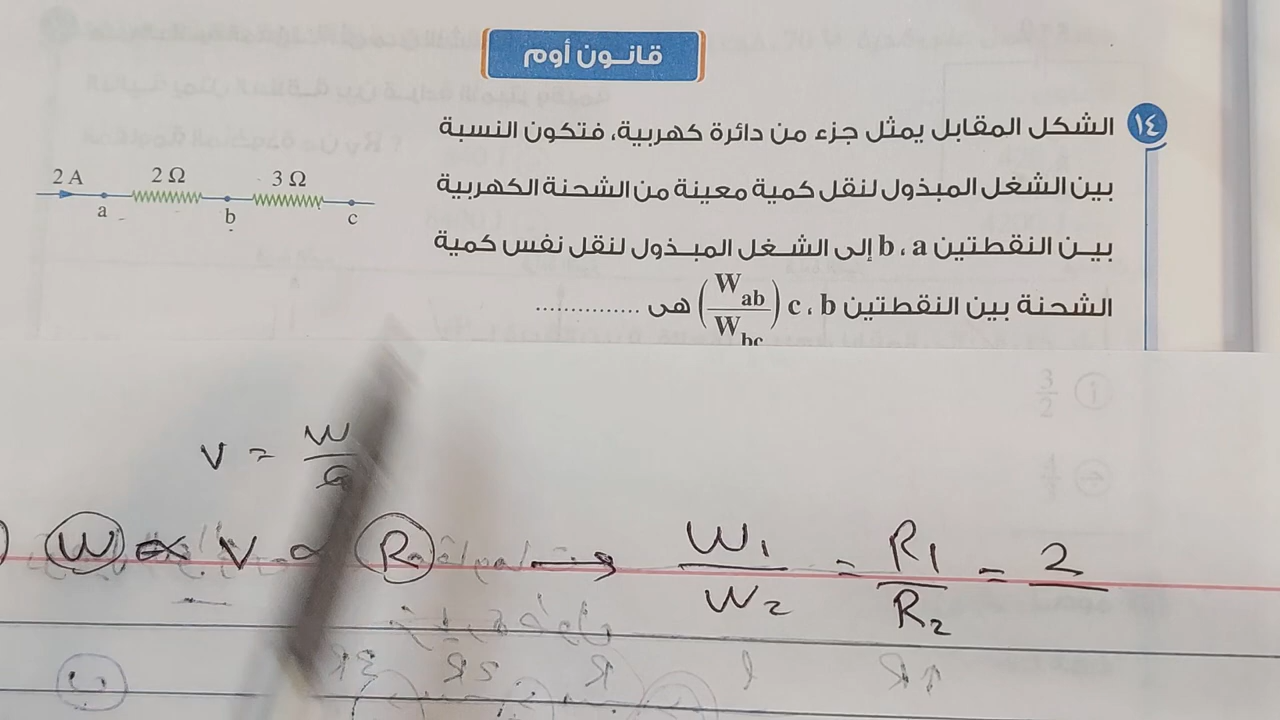 قانون أوم
١٤ الشكل المقابل يمثل جزء من دائرة كهربية، فتكون النسبة
بين الشغل المبذول لنقل كمية معينة من الشحنة الكهربية
بين النقطتين b ، a إلى الشغل المبذول لنقل نفس كمية
الشحنة بين النقطتين c ، b (W_ab / W_bc) هى ...............
2 A 2 Ω 3 Ω
a b c
V = W / Q
W ∝ V ∝ R → W₁ / W₂ = R₁ / R₂ = 2